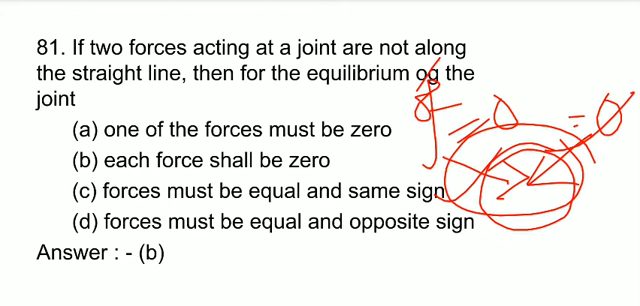 81. If two forces acting at a joint are not along
the straight line, then for the equilibrium og the
joint
(a) one of the forces must be zero
(b) each force shall be zero
(c) forces must be equal and same sign
(d) forces must be equal and opposite sign
Answer : - (b)